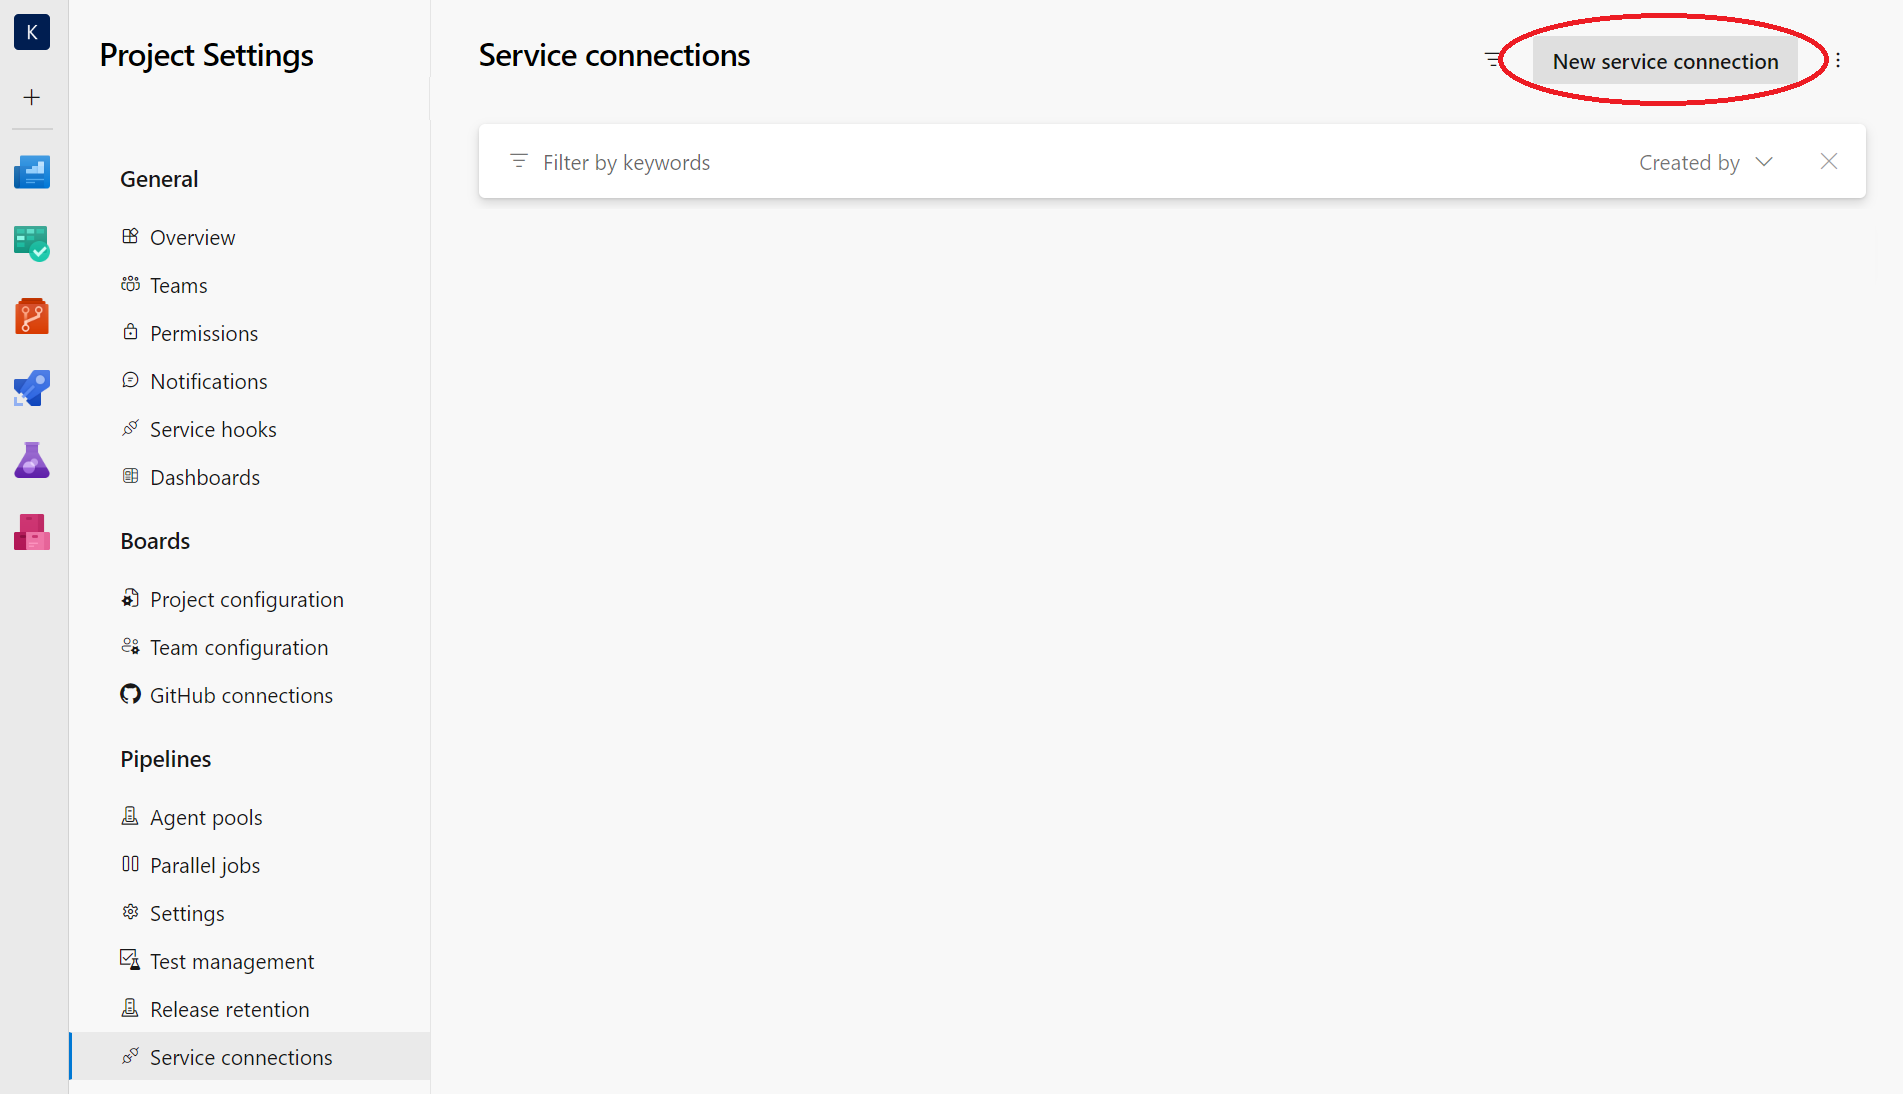 K
Project Settings
General
Overview
Teams
Permissions
Notifications
Service hooks
Dashboards
Boards
Project configuration
Team configuration
GitHub connections
Pipelines
Agent pools
Parallel jobs
Settings
Test management
Release retention
Service connections
Service connections
New service connection
Filter by keywords
Created by